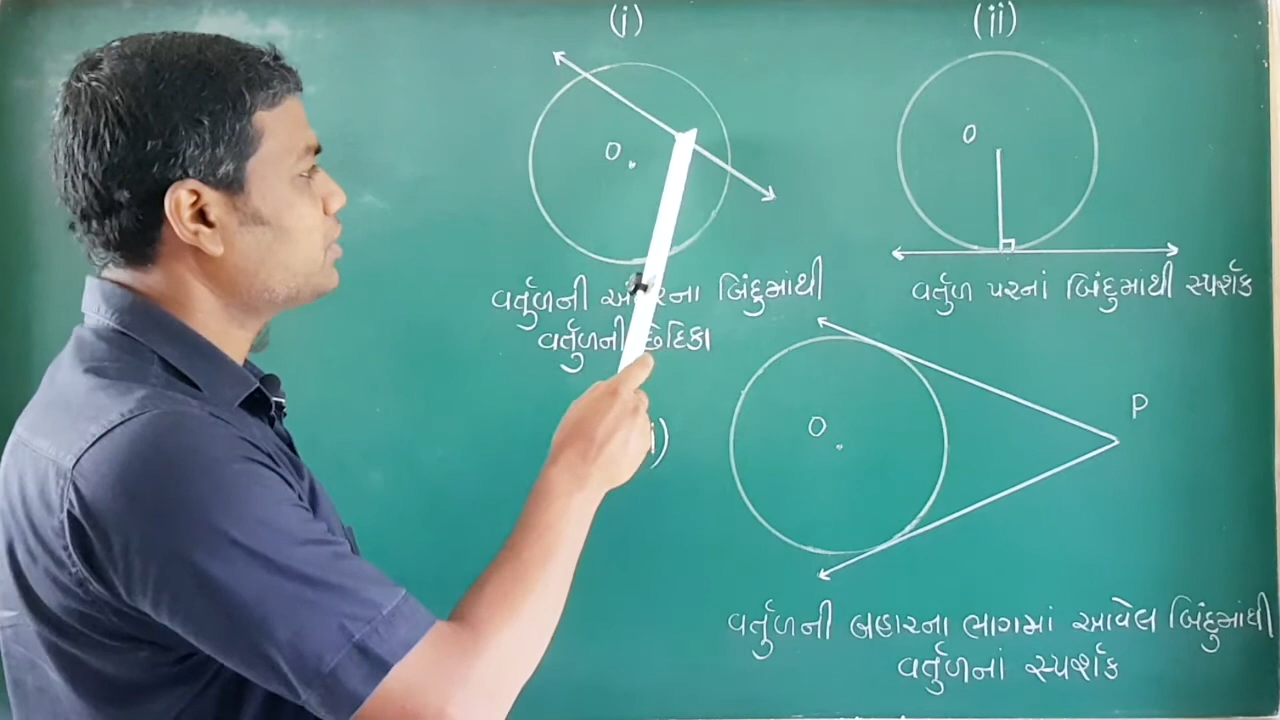 (i)
O
વર્તુળની અંદરના બિંદુમાંથી
વર્તુળની છેદિકા
(ii)
O
વર્તુળ પરનાં બિંદુમાંથી સ્પર્શક
O
P
વર્તુળની બહારના ભાગમાં આવેલ બિંદુમાંથી
વર્તુળનાં સ્પર્શક